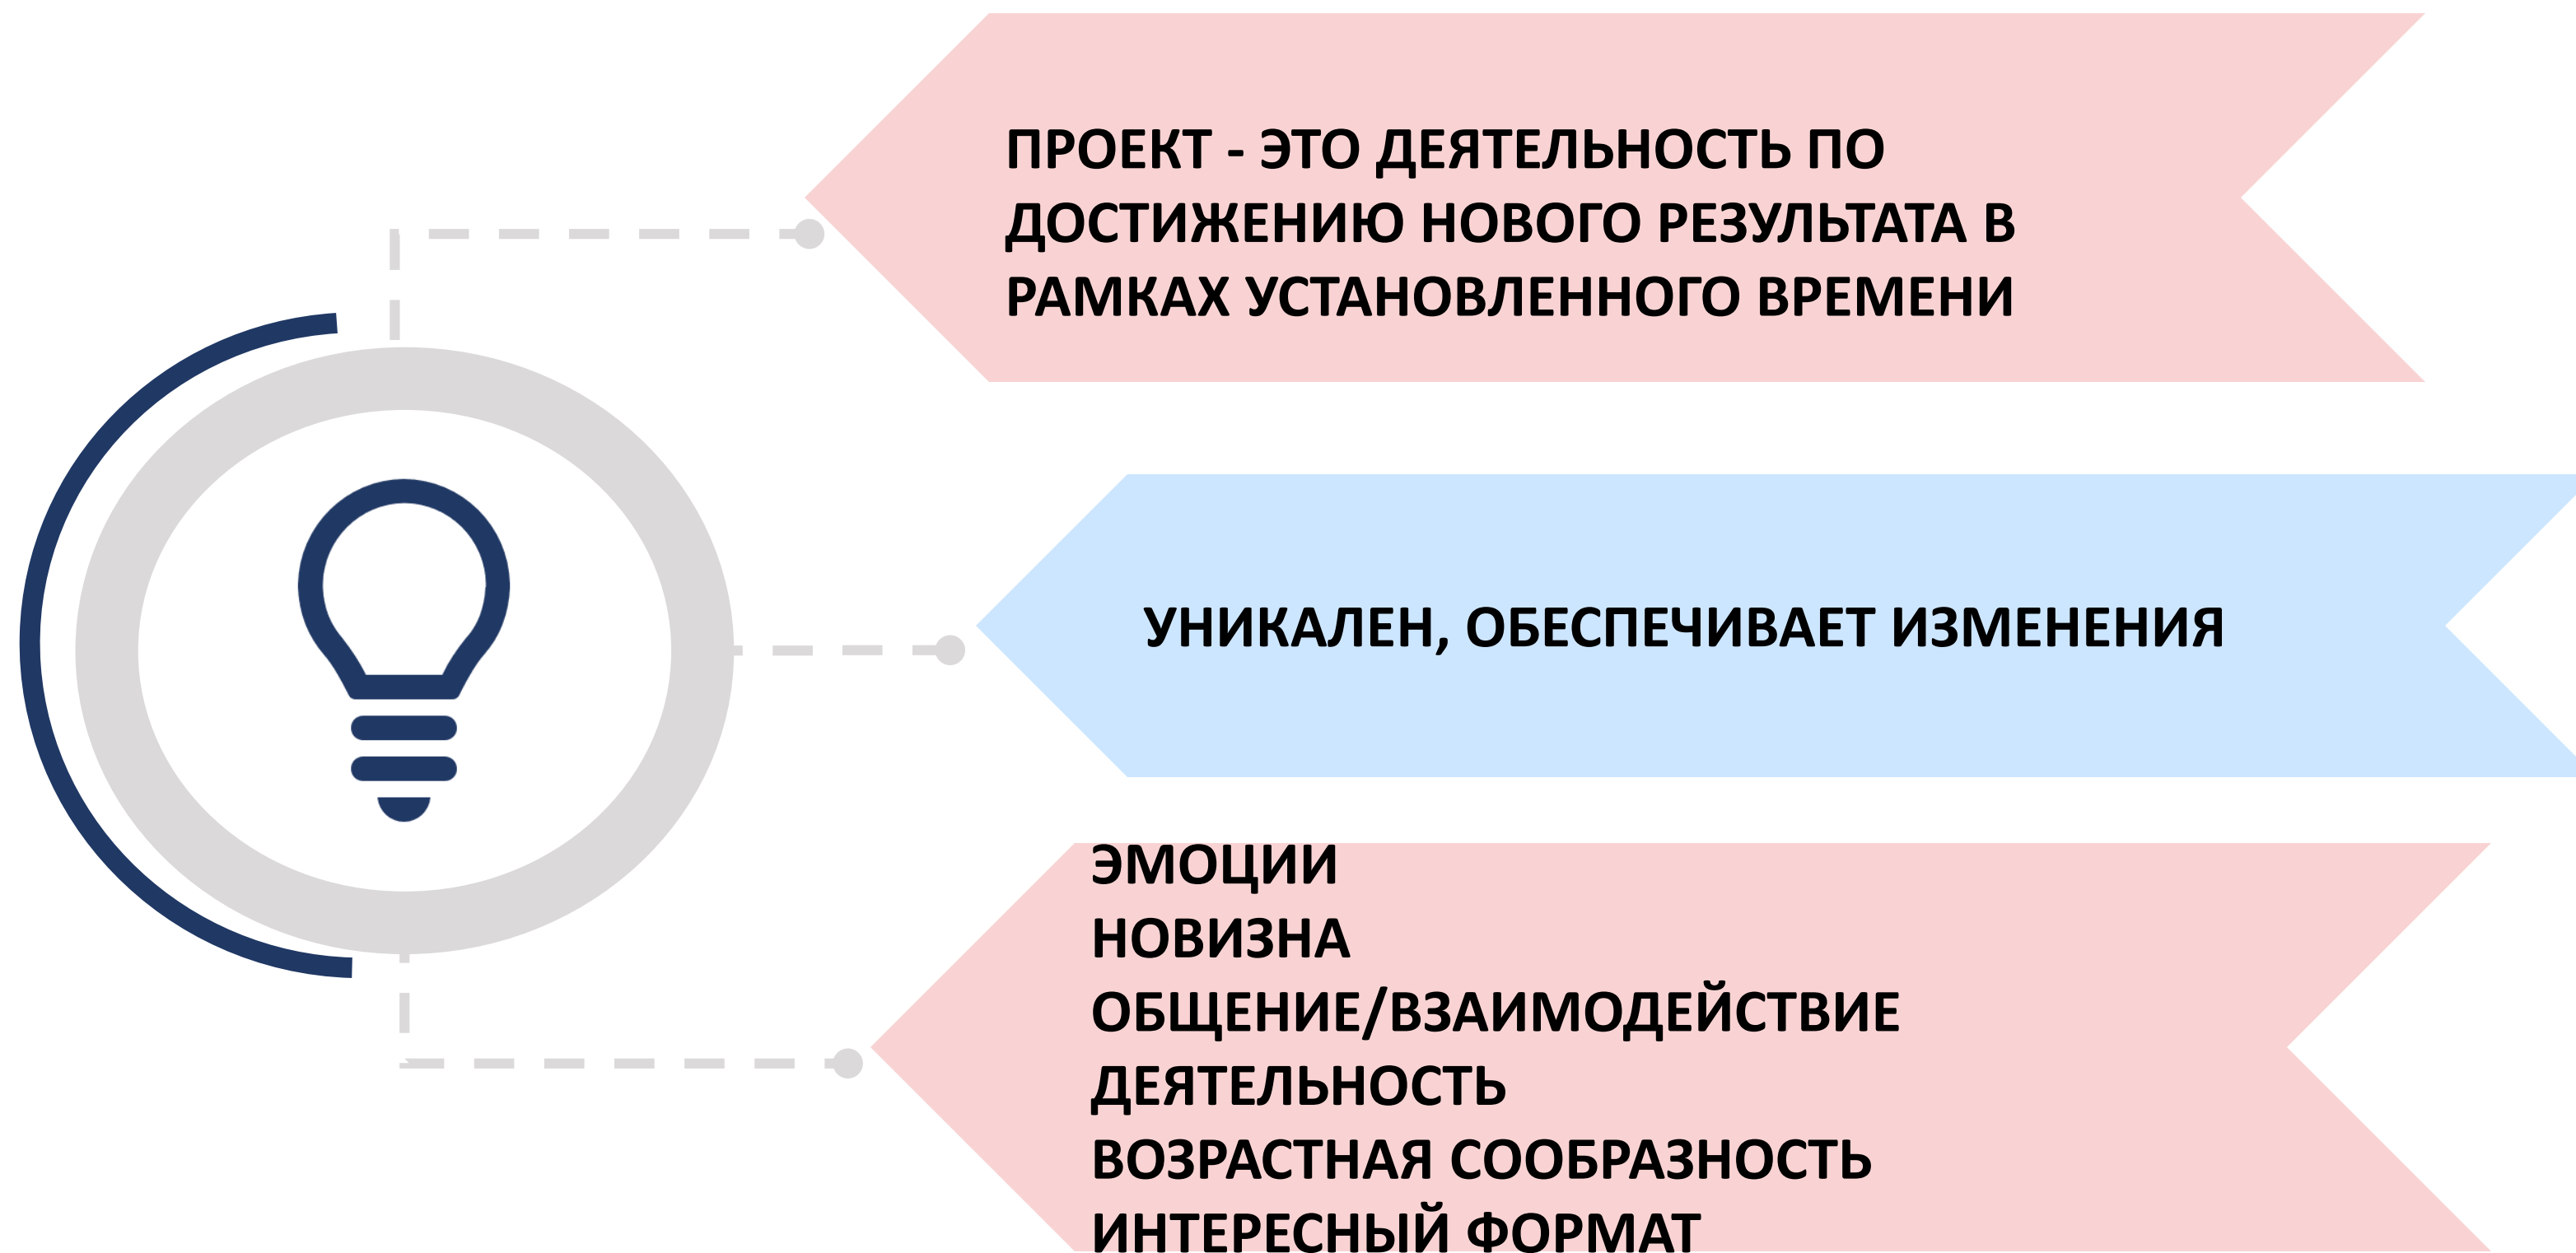 ПРОЕКТ - ЭТО ДЕЯТЕЛЬНОСТЬ ПО
ДОСТИЖЕНИЮ НОВОГО РЕЗУЛЬТАТА В
РАМКАХ УСТАНОВЛЕННОГО ВРЕМЕНИ
УНИКАЛЕН, ОБЕСПЕЧИВАЕТ ИЗМЕНЕНИЯ
ЭМОЦИИ
НОВИЗНА
ОБЩЕНИЕ/ВЗАИМОДЕЙСТВИЕ
ДЕЯТЕЛЬНОСТЬ
ВОЗРАСТНАЯ СООБРАЗНОСТЬ
ИНТЕРЕСНЫЙ ФОРМАТ